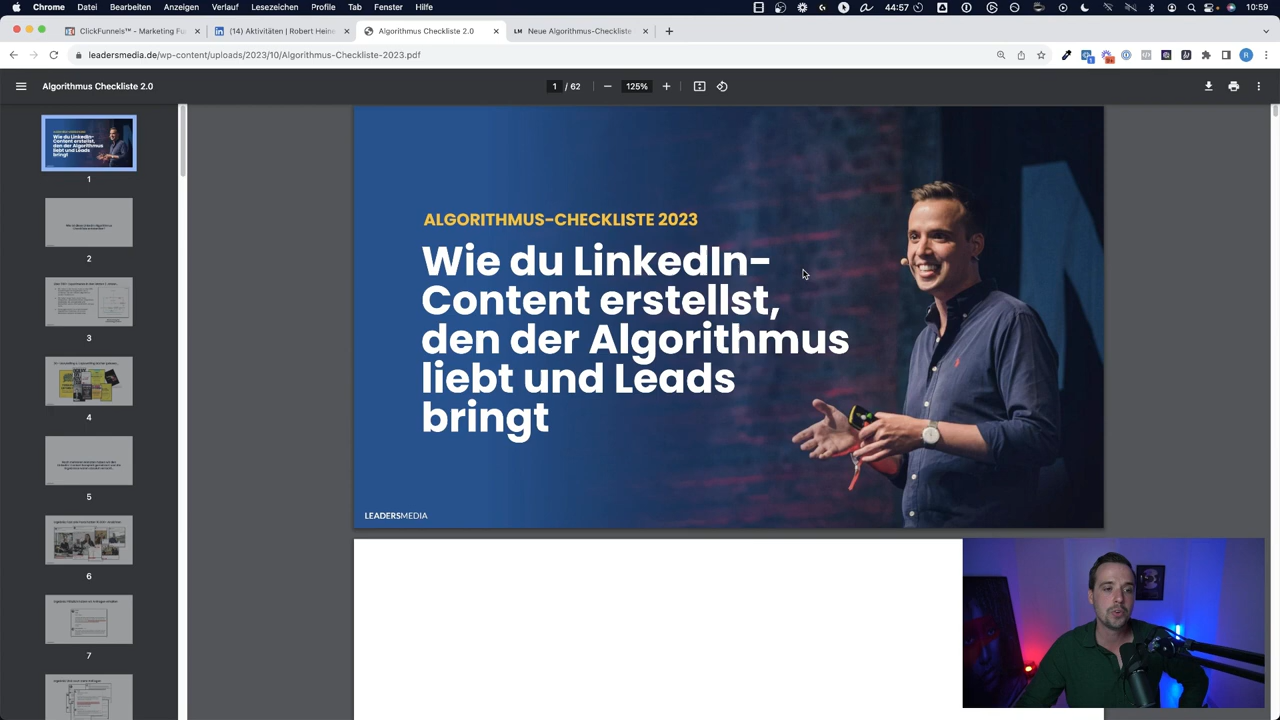 Chrome Datei Bearbeiten Anzeigen Verlauf Lesezeichen Profile Tab Fenster Hilfe 44:57 10:59
ClickFunnels™ - Marketing Fu
(14) Aktivitäten | Robert Heine
Algorithmus Checkliste 2.0
LM Neue Algorithmus-Checkliste
leadersmedia.de/wp-content/uploads/2023/10/Algorithmus-Checkliste-2023.pdf
Algorithmus Checkliste 2.0
1 / 62
125%
1
2
3
4
5
6
7
ALGORITHMUS-CHECKLISTE 2023
Wie du LinkedIn-
Content erstellst,
den der Algorithmus
liebt und Leads
bringt
LEADERSMEDIA